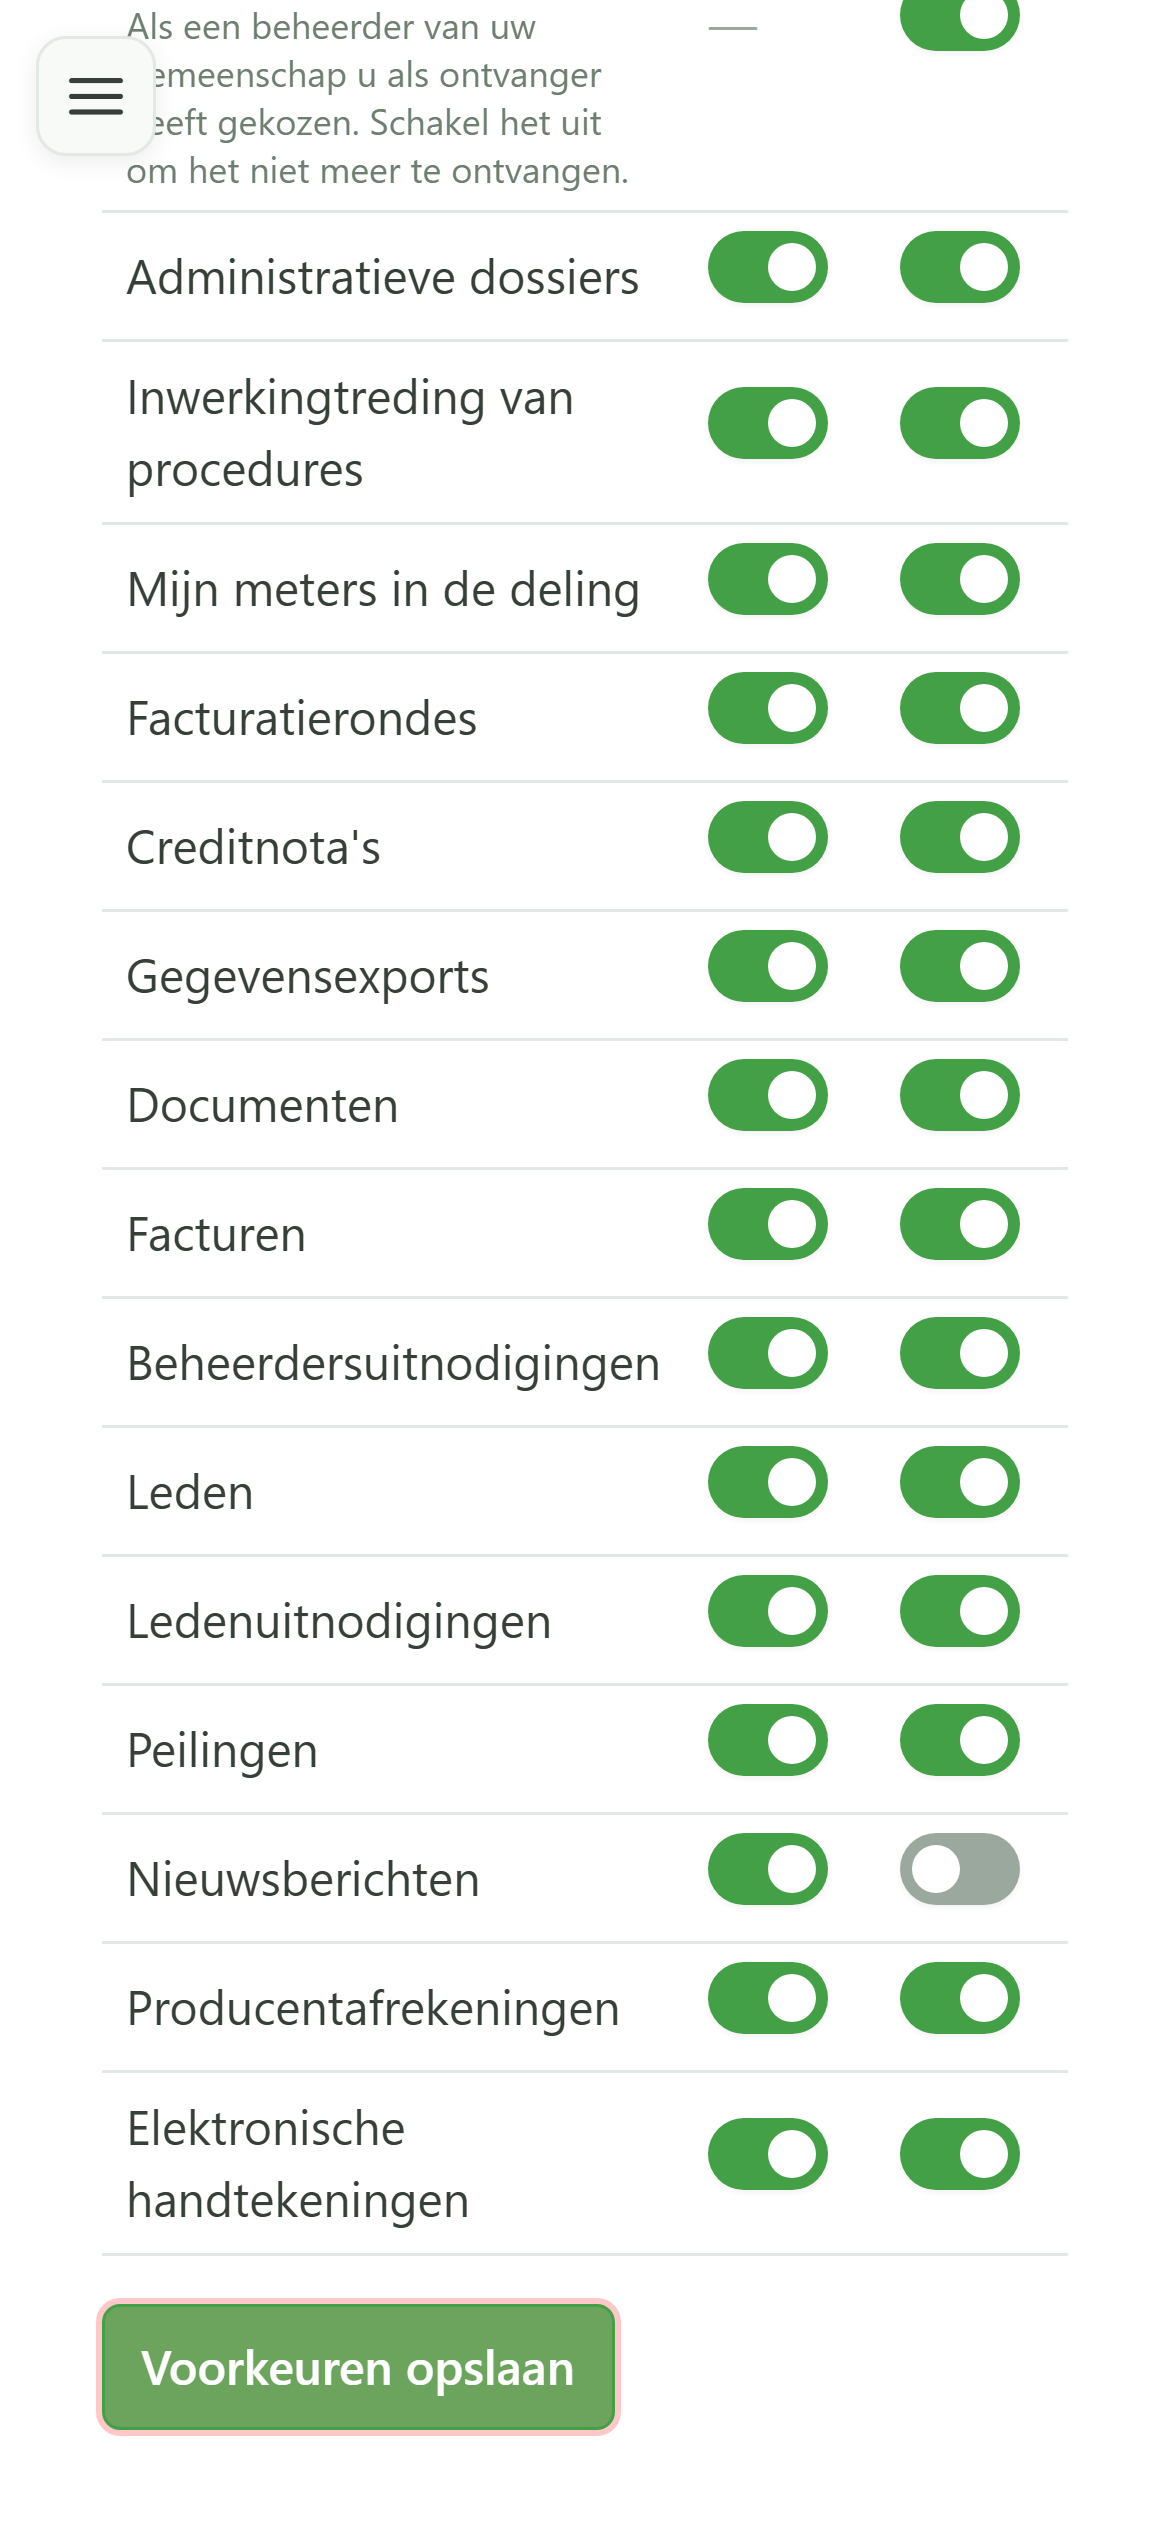 Als een beheerder van uw
emeenschap u als ontvanger
eeft gekozen. Schakel het uit
om het niet meer te ontvangen.
—
Administratieve dossiers
Inwerkingtreding van
procedures
Mijn meters in de deling
Facturatierondes
Creditnota's
Gegevensexports
Documenten
Facturen
Beheerdersuitnodigingen
Leden
Ledenuitnodigingen
Peilingen
Nieuwsberichten
Producentafrekeningen
Elektronische
handtekeningen
Voorkeuren opslaan